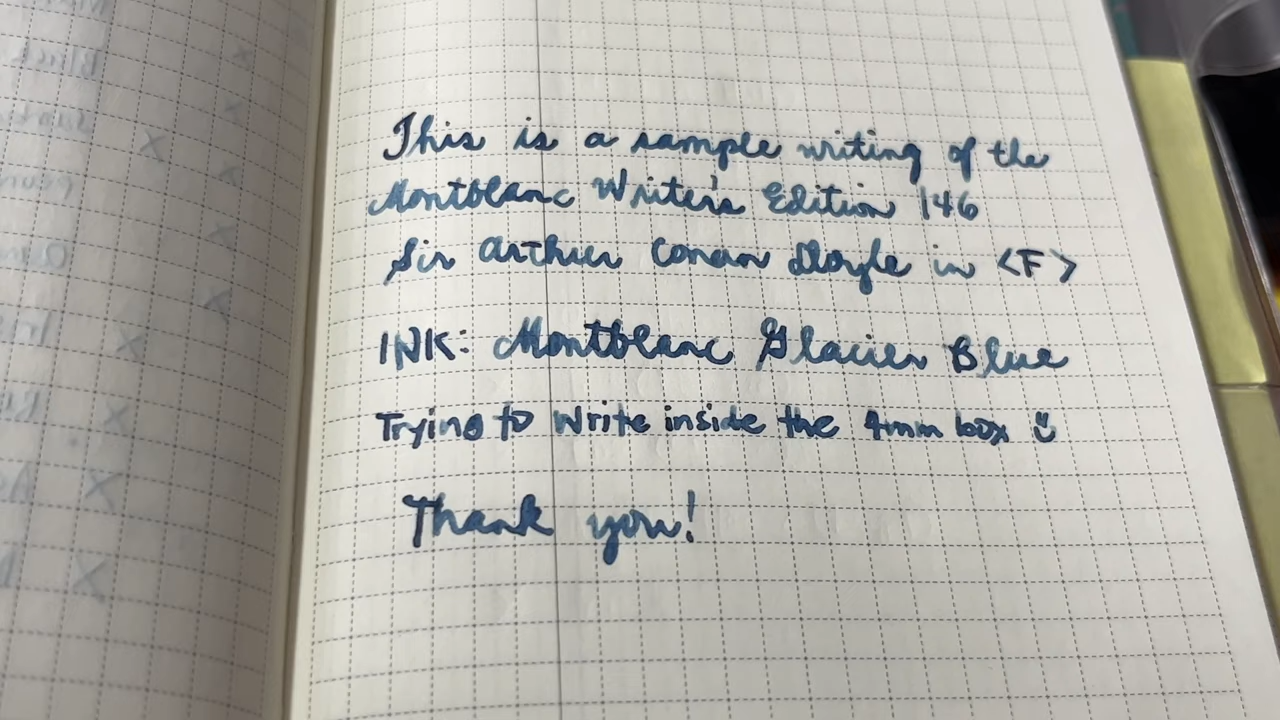 This is a sample writing of the
Montblanc Writer's Edition 146
Sir Arthur Conan Doyle in <F>
INK: Montblanc Glacier Blue
Trying to write inside the 4mm box
Thank you!